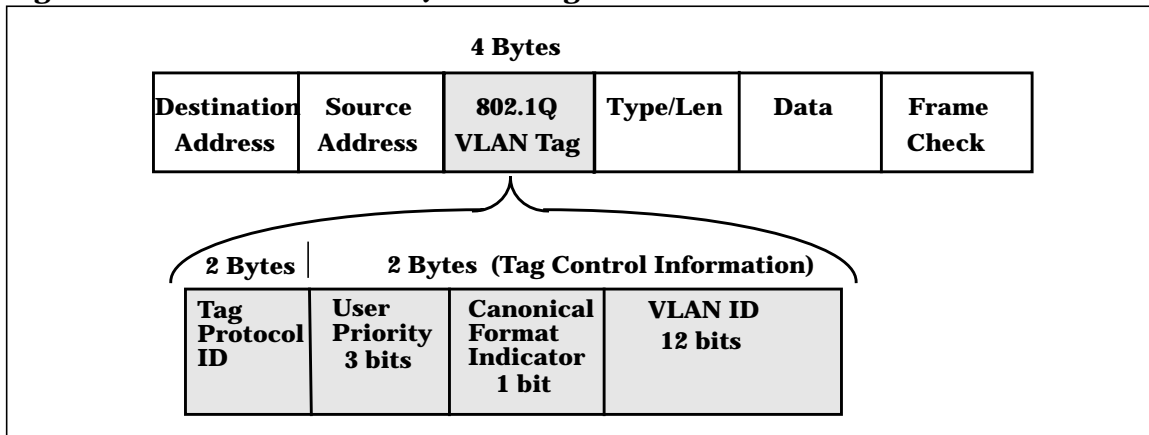 4 Bytes
Destination Address
Source Address
802.1Q VLAN Tag
Type/Len
Data
Frame Check
2 Bytes
2 Bytes (Tag Control Information)
Tag Protocol ID
User Priority 3 bits
Canonical Format Indicator 1 bit
VLAN ID 12 bits